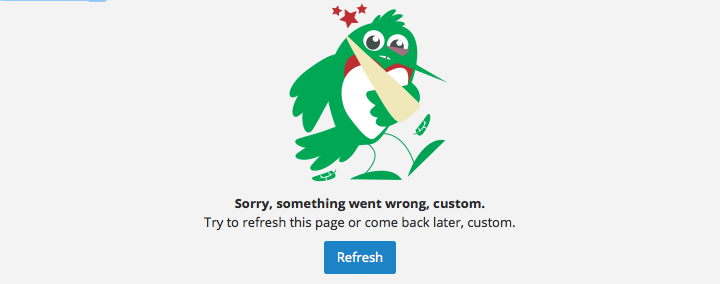 Sorry, something went wrong, custom.
Try to refresh this page or come back later, custom.
Refresh